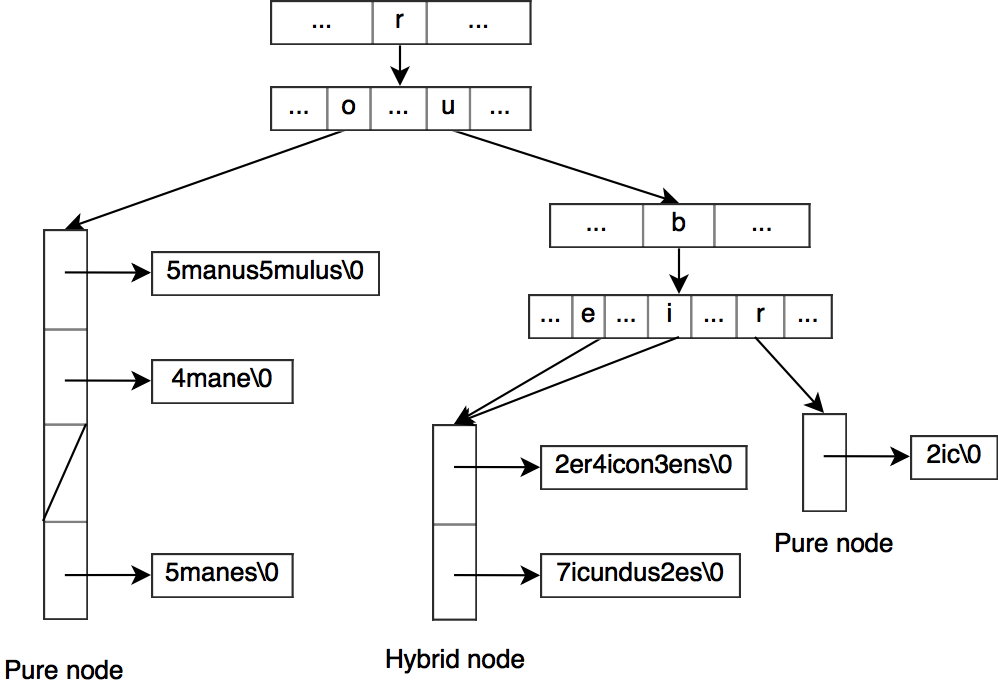 ... r ...
... o ... u ...
... b ...
5manus5mulus\0
... e ... i ... r ...
4mane\0
2er4icon3ens\0
2ic\0
Pure node
5manes\0
7icundus2es\0
Hybrid node
Pure node